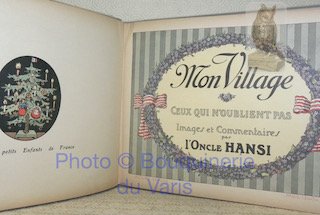 petits Enfants de France
Mon Village
CEUX QUI N'OUBLIENT PAS
Images et Commentaires
par
l'ONCLE HANSI
Photo © Bouquinerie
du Varis